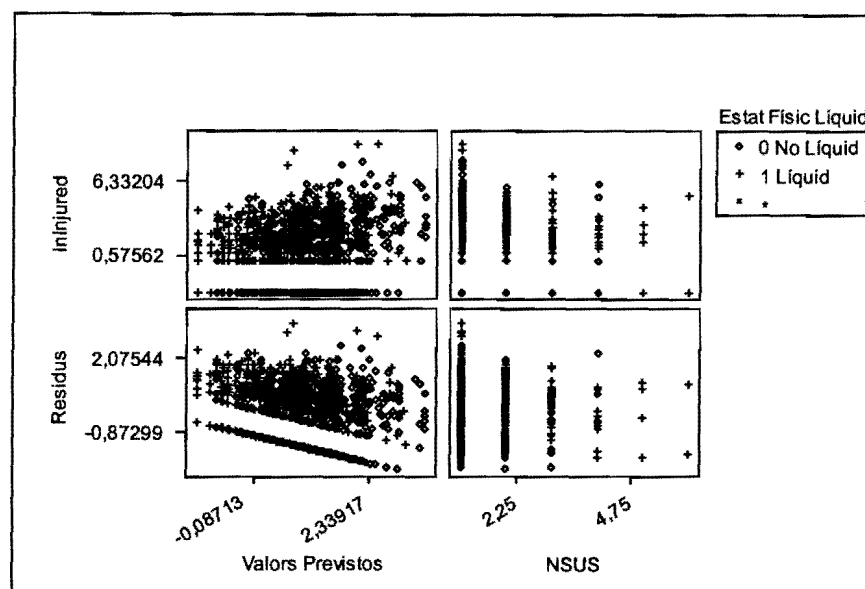 Estat Físic Líquid
0 No Líquid
1 Líquid
*
lnInjured
6,33204
0,57562
Residus
2,07544
-0,87299
-0,08713
2,33917
2,25
4,75
Valors Previstos
NSUS